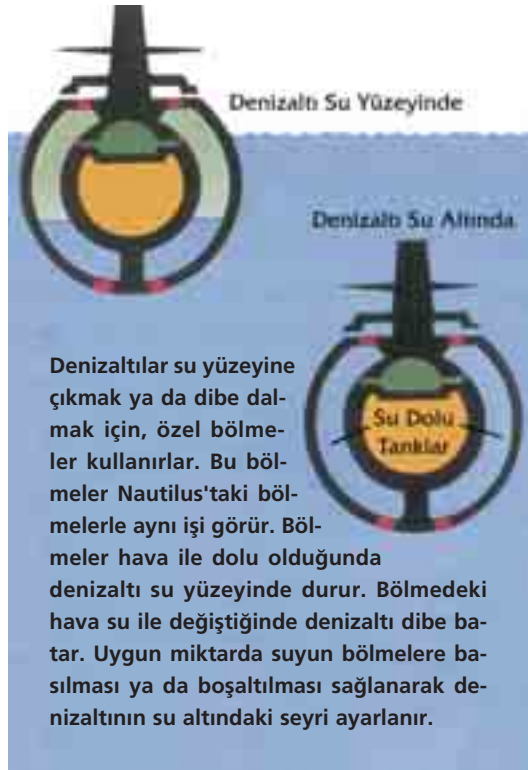 Denizaltı Su Yüzeyinde
Denizaltı Su Altında
Su Dolu
Tanklar
Denizaltılar su yüzeyine
çıkmak ya da dibe dal-
mak için, özel bölme-
ler kullanırlar. Bu böl-
meler Nautilus'taki böl-
melerle aynı işi görür. Böl-
meler hava ile dolu olduğunda
denizaltı su yüzeyinde durur. Bölmedeki
hava su ile değiştiğinde denizaltı dibe ba-
tar. Uygun miktarda suyun bölmelere ba-
sılması ya da boşaltılması sağlanarak de-
nizaltının su altındaki seyri ayarlanır.